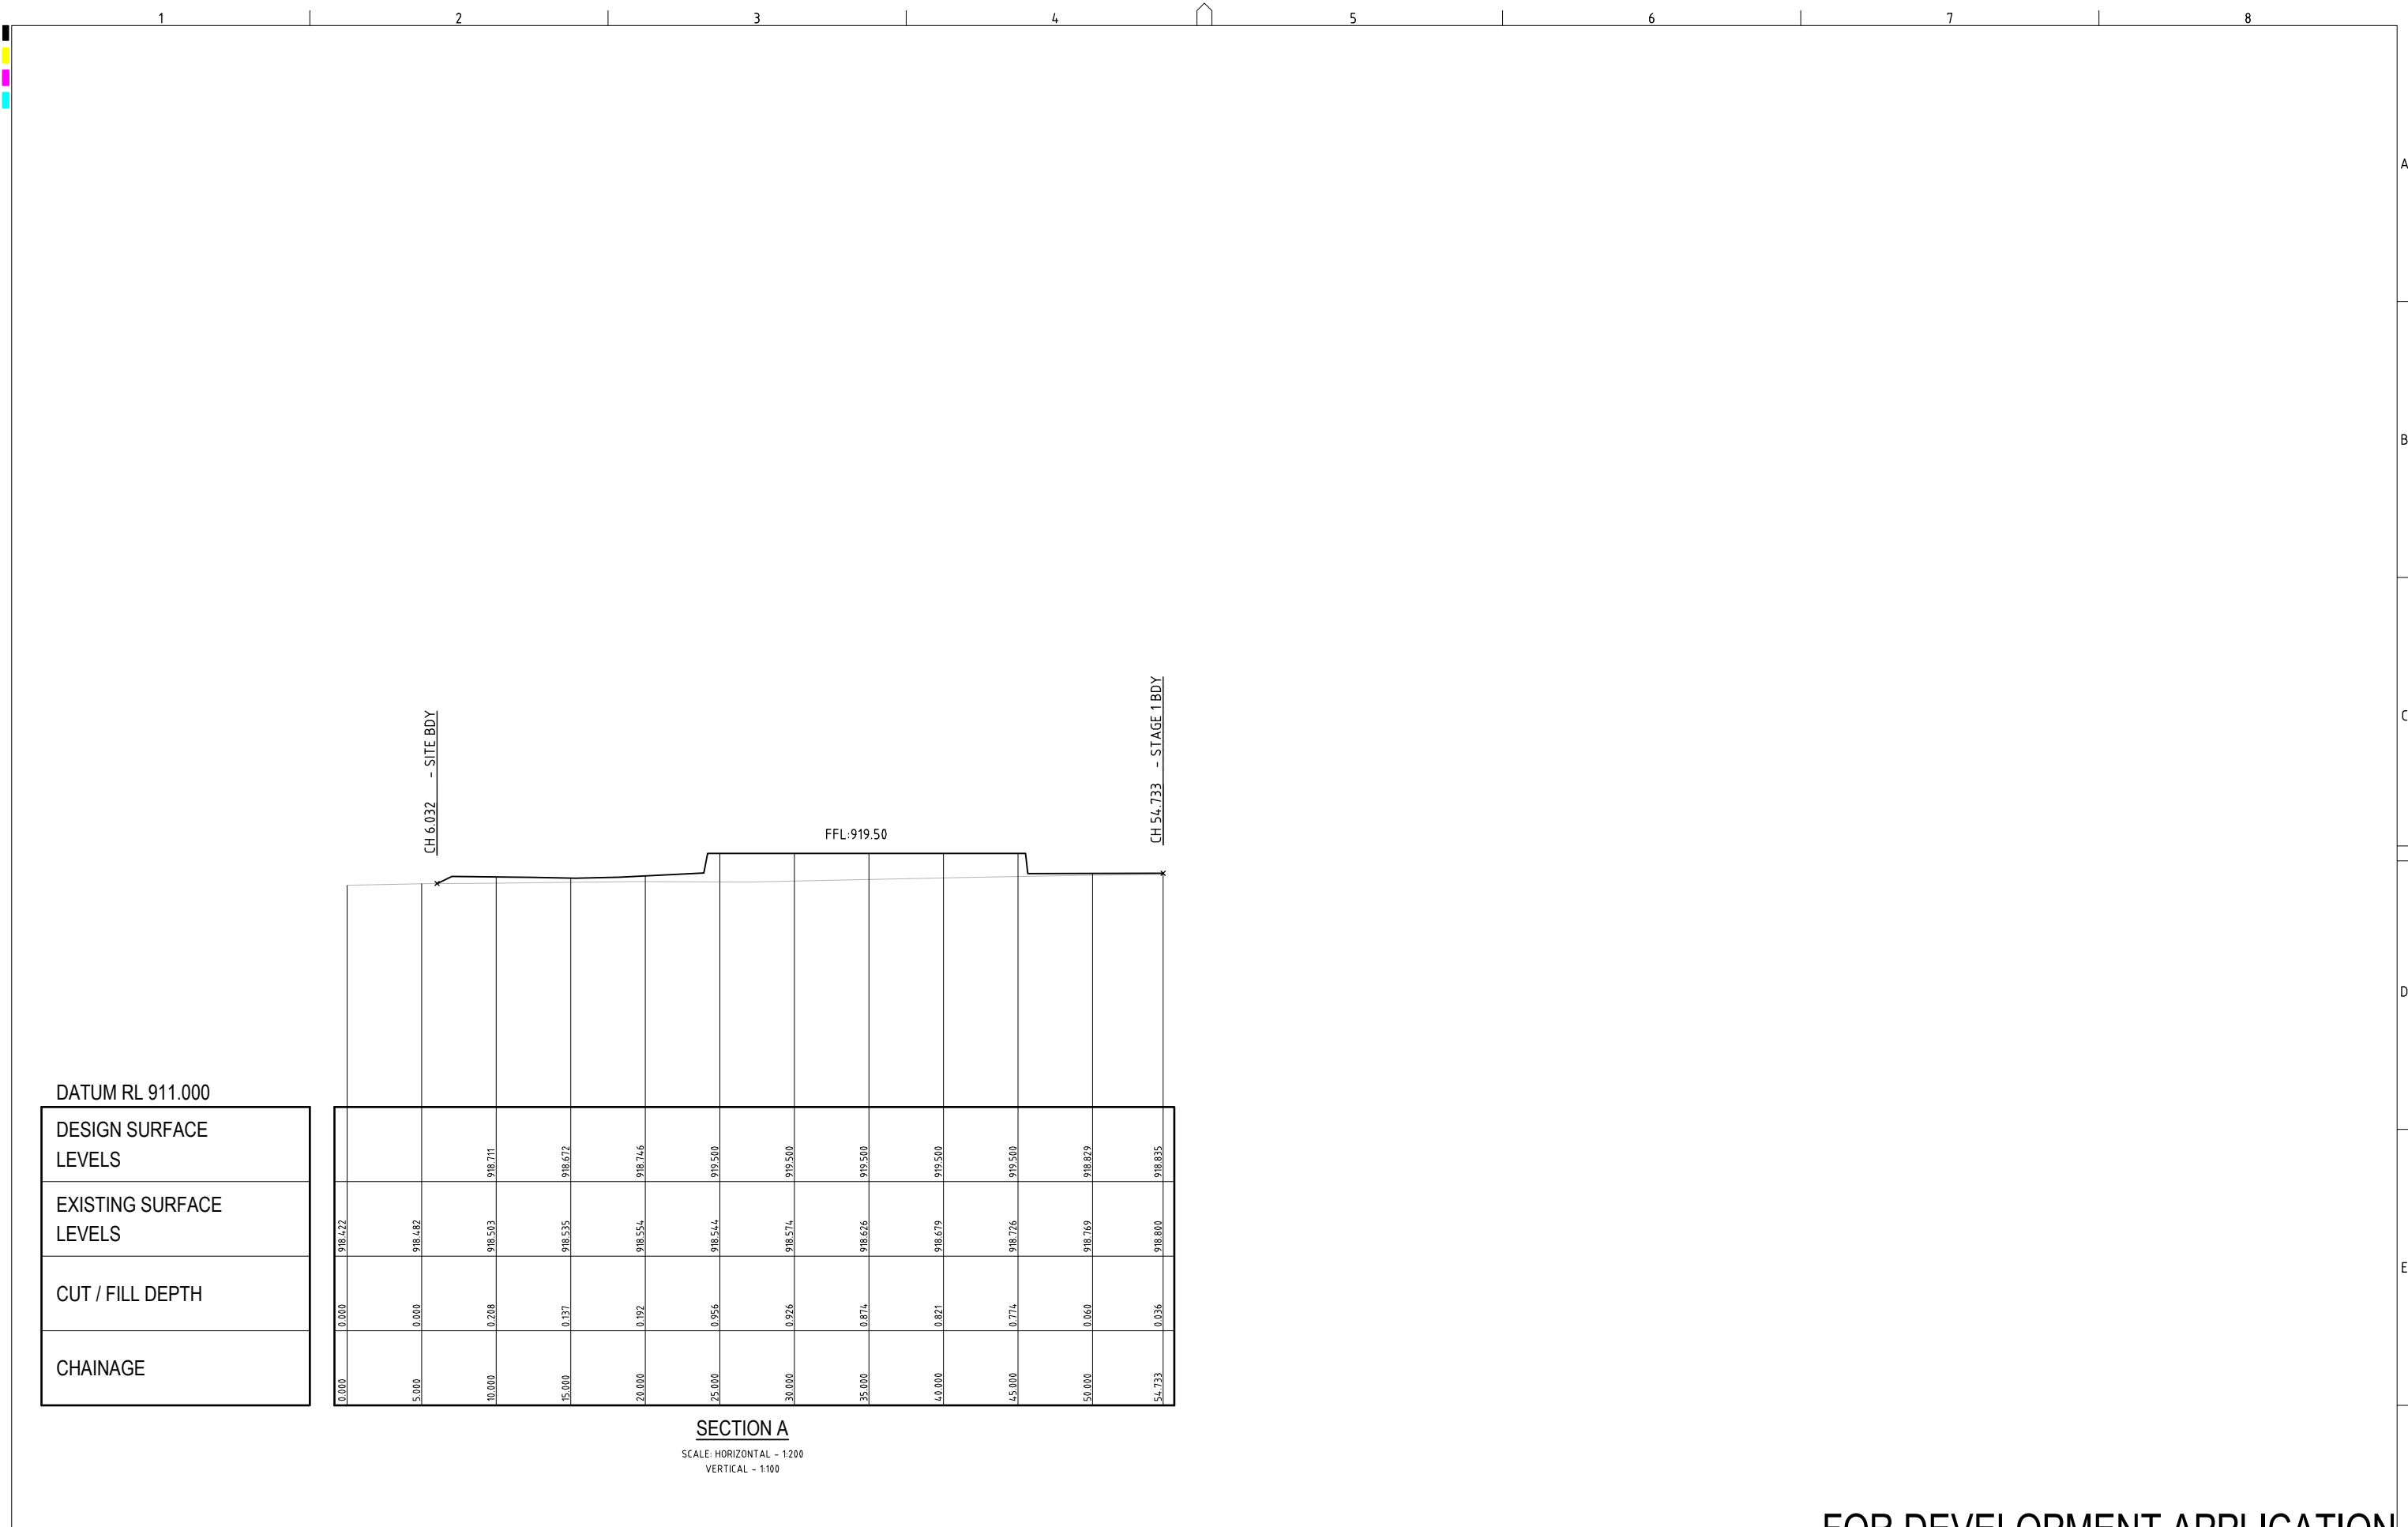 1 2 3 4 5 6 7 8
A
B
C
D
E
CH 6.032 - SITE BDY
CH 54.733 - STAGE 1 BDY
FFL:919.50
DATUM RL 911.000
DESIGN SURFACE
LEVELS
918.711 918.672 918.746 919.500 919.500 919.500 919.500 919.500 918.829 918.835
EXISTING SURFACE
LEVELS
918.422 918.482 918.503 918.535 918.554 918.544 918.574 918.626 918.679 918.726 918.769 918.800
CUT / FILL DEPTH
0.000 0.000 0.208 0.137 0.192 0.956 0.926 0.874 0.821 0.774 0.060 0.036
CHAINAGE
0.000 5.000 10.000 15.000 20.000 25.000 30.000 35.000 40.000 45.000 50.000 54.733
SECTION A
SCALE: HORIZONTAL - 1:200
VERTICAL - 1:100
FOR DEVELOPMENT APPLICATION